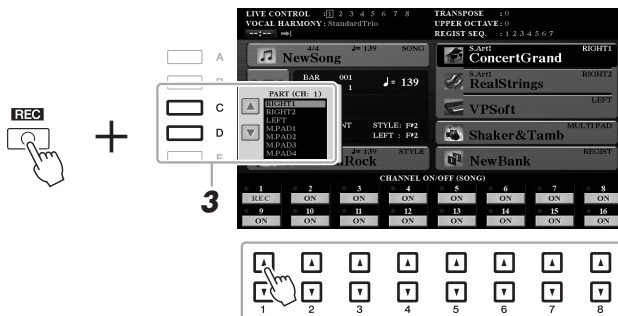 LIVE CONTROL : 1 2 3 4 5 6 7 8
VOCAL HARMONY : StandardTrio
--:--
TRANSPOSE : 0
UPPER OCTAVE : 0
REGIST SEQ. : 1 2 3 4 5 6 7
4/4 ♩= 139 SONG
NewSong
BAR 001
1
♩= 139
STYLE: F#2
LEFT : F#2
♩= 139 STYLE
Rock
S.Art! RIGHT1
ConcertGrand
S.Art! RIGHT2
RealStrings
LEFT
VPSoft
MULTI PAD
Shaker&Tamb
REGIST
NewBank
A
C
D
PART (CH: 1)
RIGHT1
RIGHT2
LEFT
M.PAD1
M.PAD2
M.PAD3
M.PAD4
REC
+
3
CHANNEL ON/OFF (SONG)
1 2 3 4 5 6 7 8
REC ON ON ON ON ON ON ON
9 10 11 12 13 14 15 16
ON ON ON ON ON ON ON ON
1 2 3 4 5 6 7 8